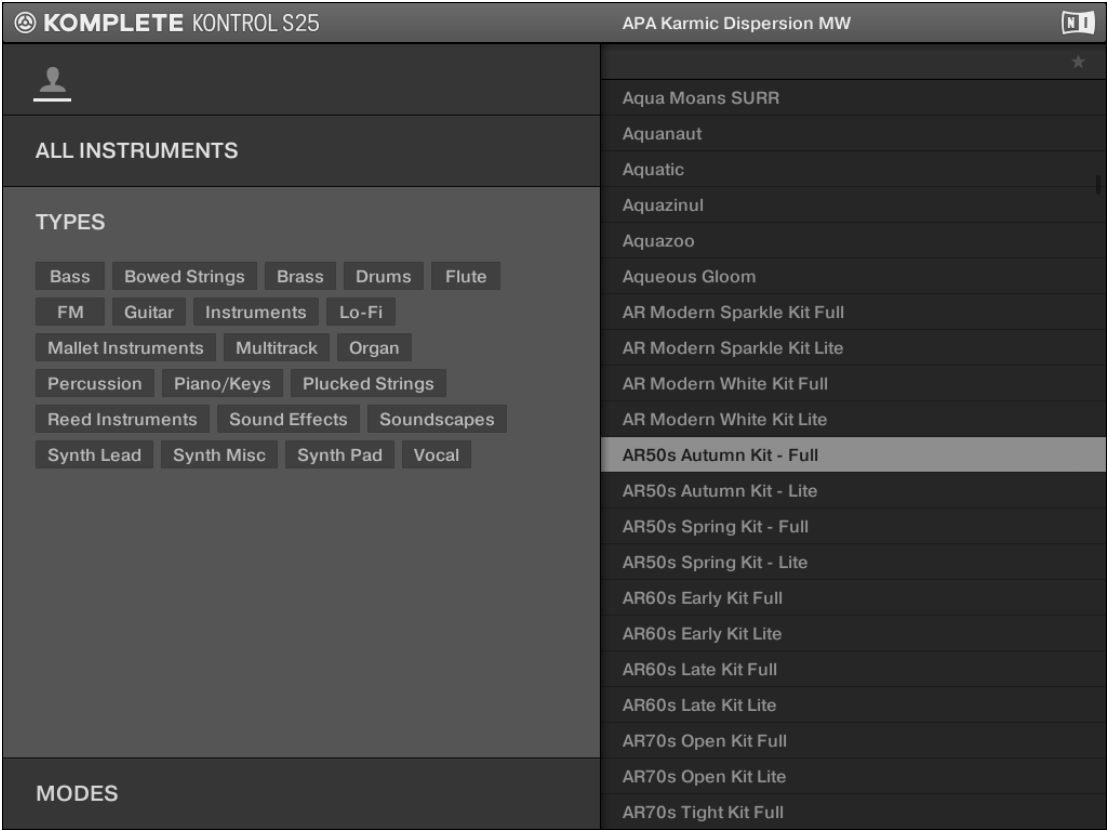 KOMPLETE KONTROL S25
APA Karmic Dispersion MW
NI
ALL INSTRUMENTS
TYPES
Bass Bowed Strings Brass Drums Flute
FM Guitar Instruments Lo-Fi
Mallet Instruments Multitrack Organ
Percussion Piano/Keys Plucked Strings
Reed Instruments Sound Effects Soundscapes
Synth Lead Synth Misc Synth Pad Vocal
MODES
Aqua Moans SURR
Aquanaut
Aquatic
Aquazinul
Aquazoo
Aqueous Gloom
AR Modern Sparkle Kit Full
AR Modern Sparkle Kit Lite
AR Modern White Kit Full
AR Modern White Kit Lite
AR50s Autumn Kit - Full
AR50s Autumn Kit - Lite
AR50s Spring Kit - Full
AR50s Spring Kit - Lite
AR60s Early Kit Full
AR60s Early Kit Lite
AR60s Late Kit Full
AR60s Late Kit Lite
AR70s Open Kit Full
AR70s Open Kit Lite
AR70s Tight Kit Full